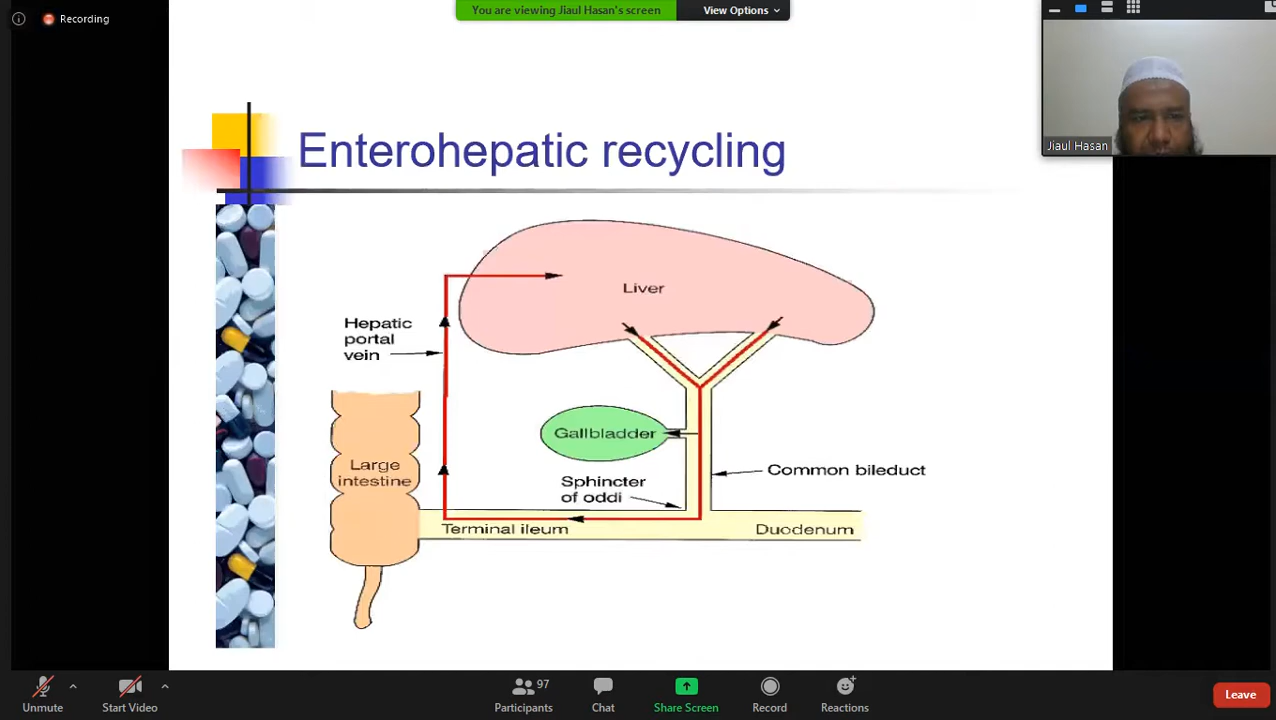 Recording
You are viewing Jiaul Hasan's screen
View Options
Jiaul Hasan
Enterohepatic recycling
Liver
Hepatic
portal
vein
Gallbladder
Large
intestine
Sphincter
of oddi
Common bileduct
Terminal ileum
Duodenum
Unmute
Start Video
97
Participants
Chat
Share Screen
Record
Reactions
Leave